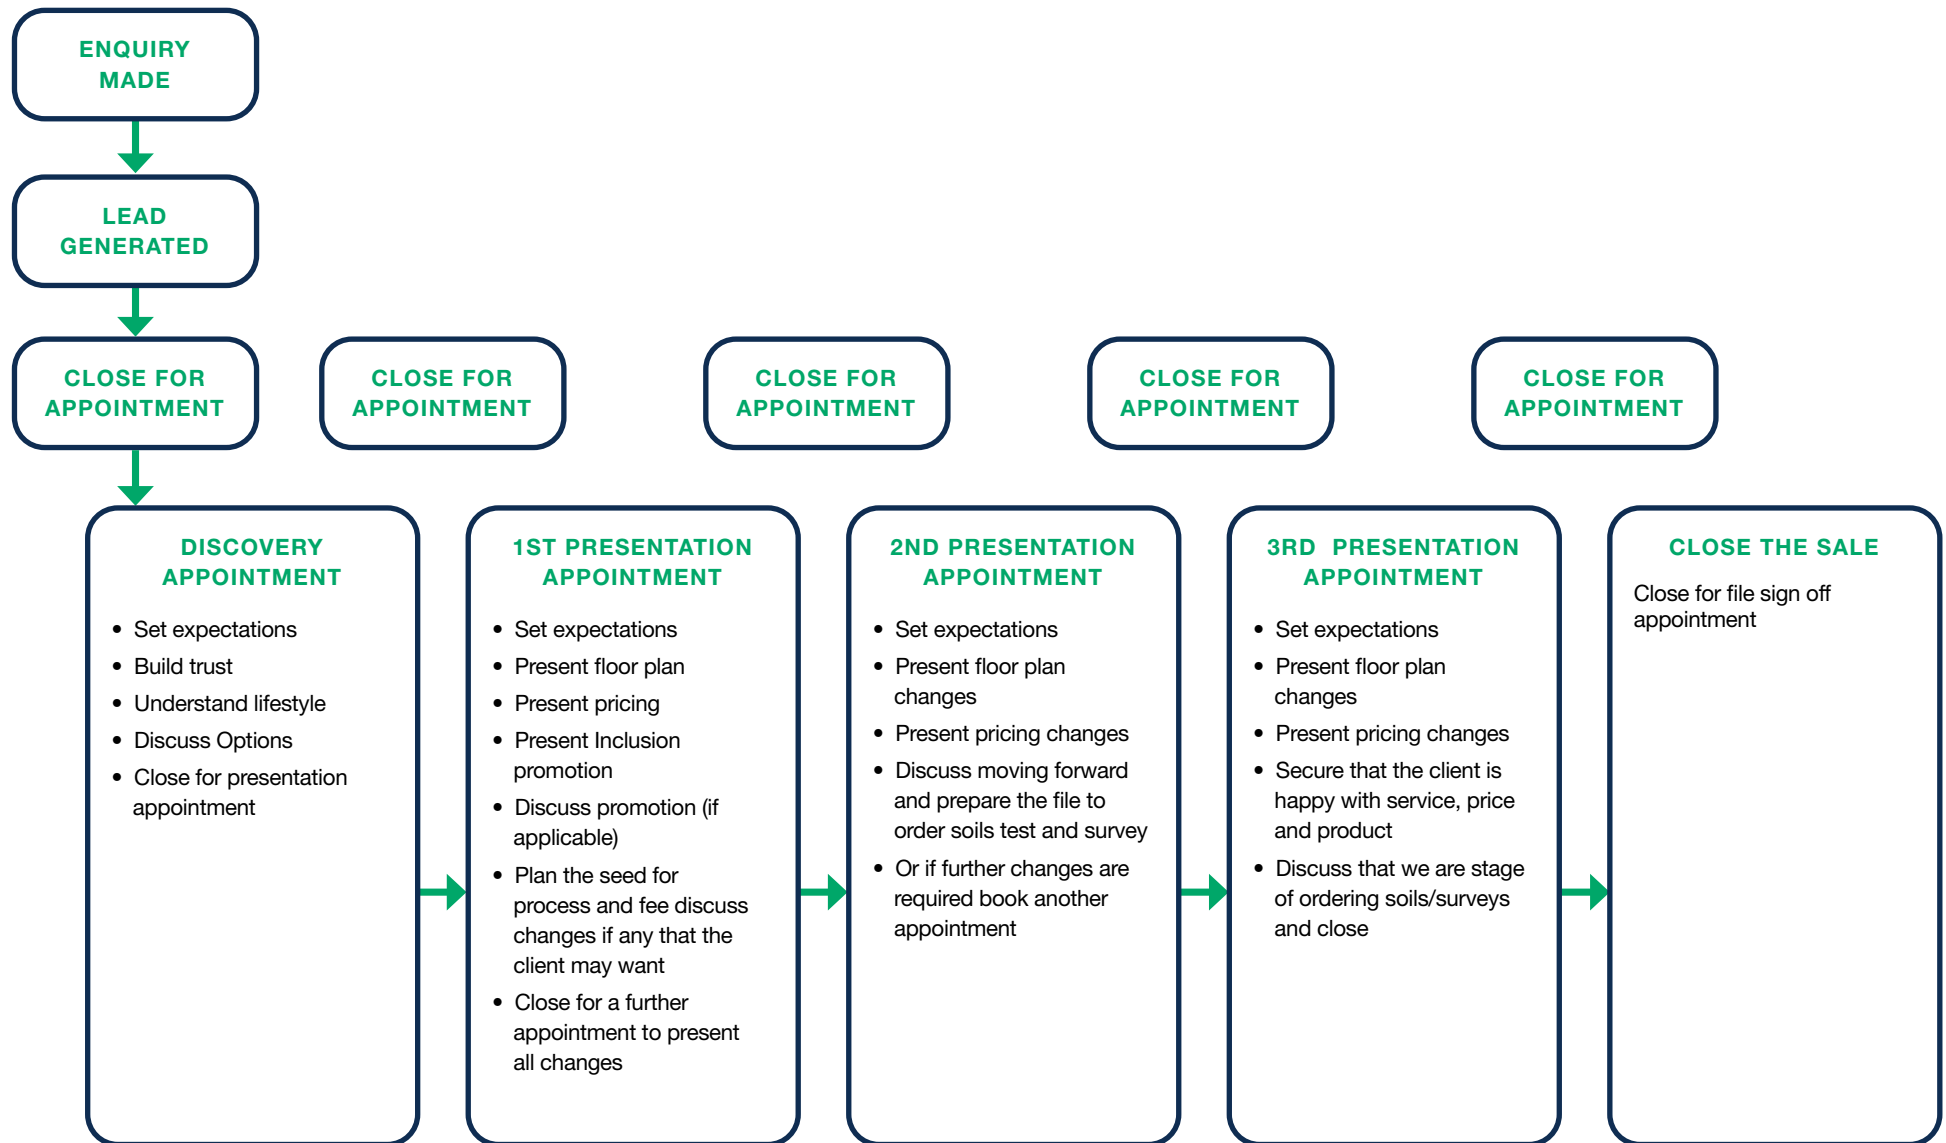 ENQUIRY
MADE
LEAD
GENERATED
CLOSE FOR
APPOINTMENT
CLOSE FOR
APPOINTMENT
CLOSE FOR
APPOINTMENT
CLOSE FOR
APPOINTMENT
CLOSE FOR
APPOINTMENT
DISCOVERY
APPOINTMENT
• Set expectations
• Build trust
• Understand lifestyle
• Discuss Options
• Close for presentation
appointment
1ST PRESENTATION
APPOINTMENT
• Set expectations
• Present floor plan
• Present pricing
• Present Inclusion
promotion
• Discuss promotion (if
applicable)
• Plan the seed for
process and fee discuss
changes if any that the
client may want
• Close for a further
appointment to present
all changes
2ND PRESENTATION
APPOINTMENT
• Set expectations
• Present floor plan
changes
• Present pricing changes
• Discuss moving forward
and prepare the file to
order soils test and survey
• Or if further changes are
required book another
appointment
3RD PRESENTATION
APPOINTMENT
• Set expectations
• Present floor plan
changes
• Present pricing changes
• Secure that the client is
happy with service, price
and product
• Discuss that we are stage
of ordering soils/surveys
and close
CLOSE THE SALE
Close for file sign off
appointment